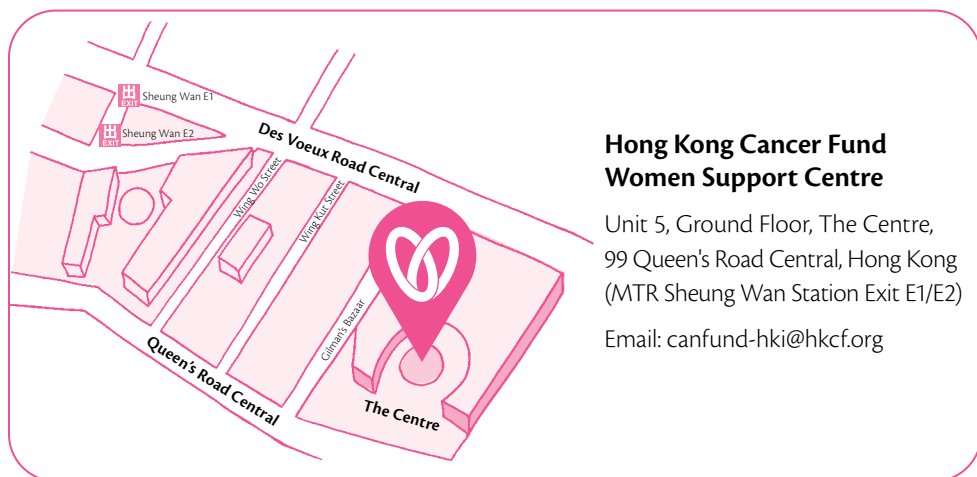 EXIT
Sheung Wan E1
EXIT
Sheung Wan E2
Des Voeux Road Central
Wing Wo Street
Wing Kut Street
Gilman's Bazaar
Queen's Road Central
The Centre
Hong Kong Cancer Fund
Women Support Centre
Unit 5, Ground Floor, The Centre,
99 Queen's Road Central, Hong Kong
(MTR Sheung Wan Station Exit E1/E2)
Email: canfund-hki@hkcf.org